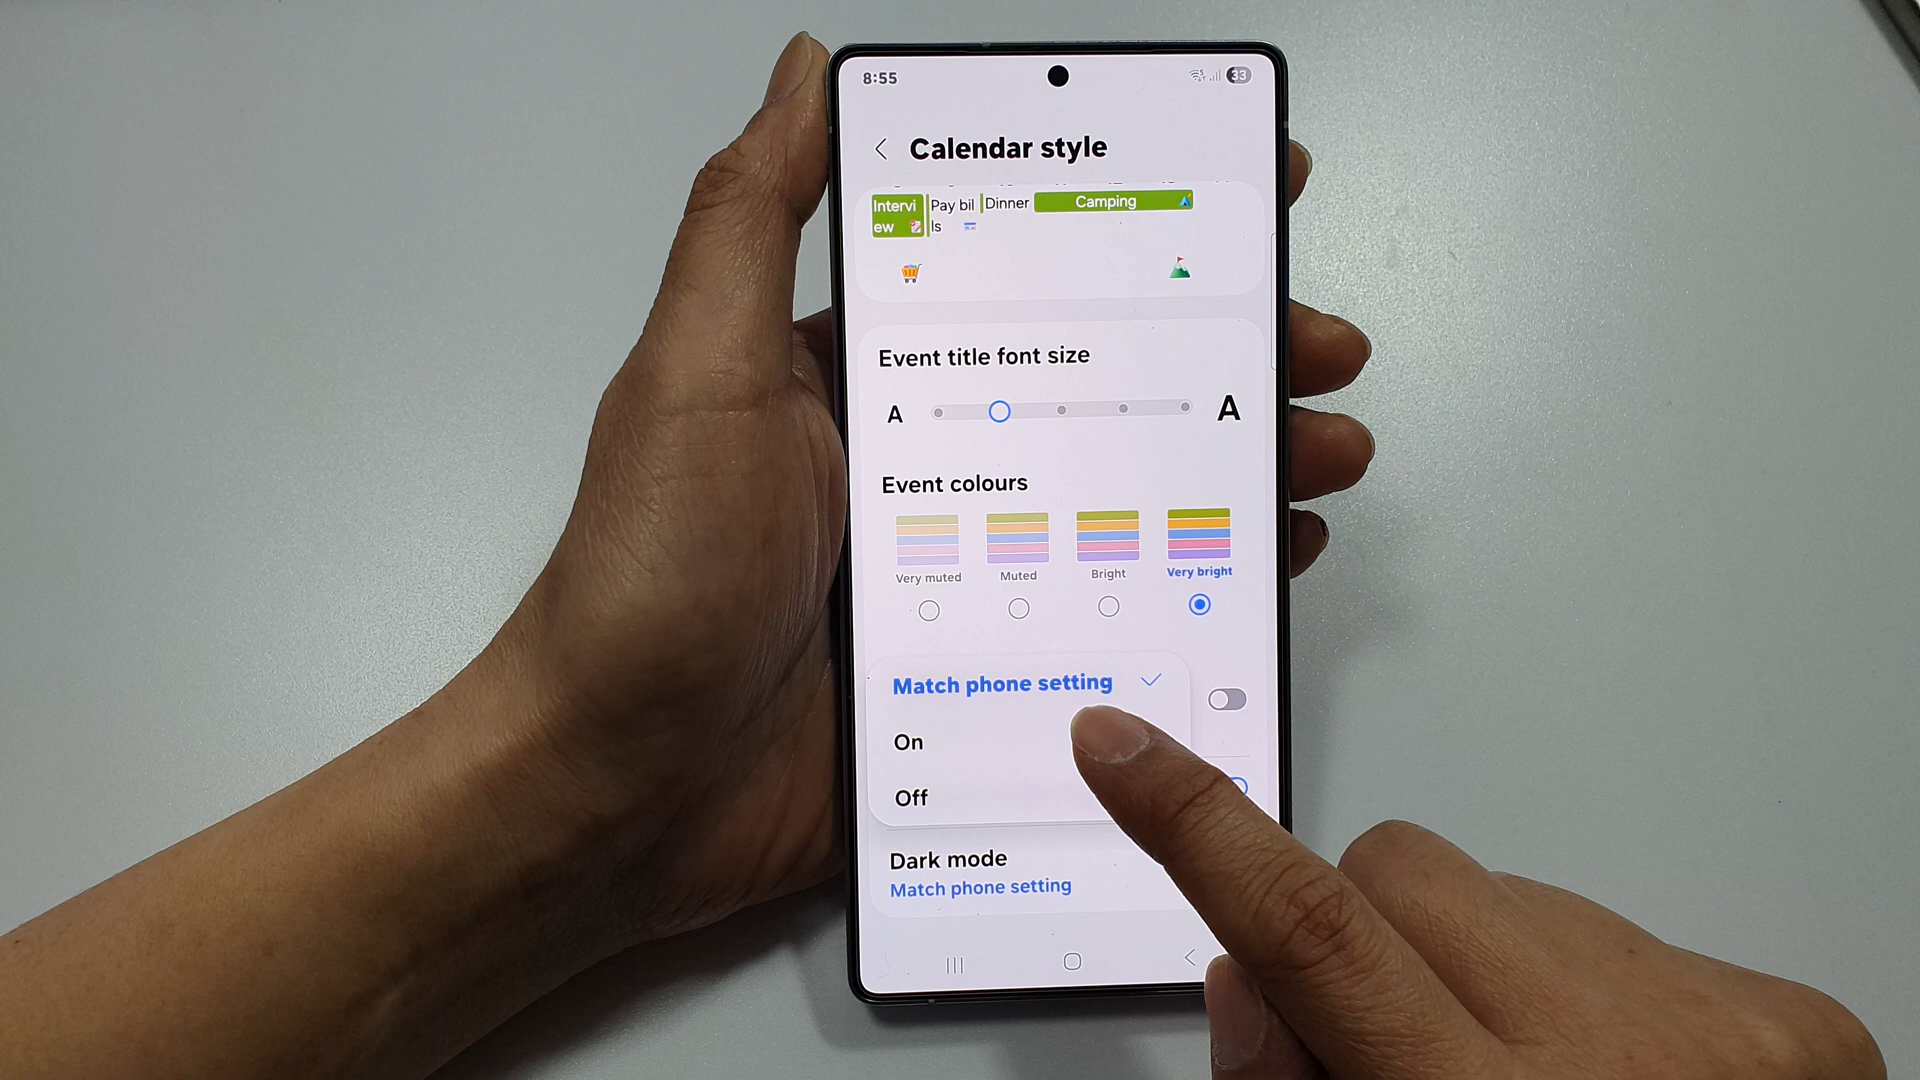 8:55
33
Calendar style
Intervi
ew
Pay bil
ls
Dinner
Camping
Event title font size
A A
Event colours
Very muted Muted Bright Very bright
Match phone setting
On
Off
Dark mode
Match phone setting